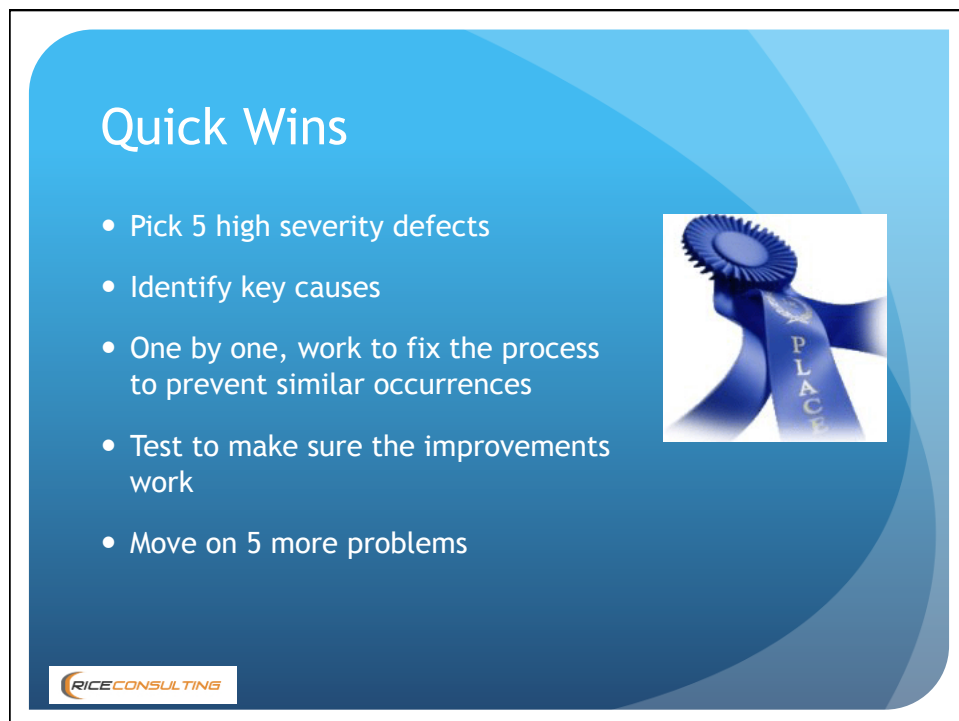 Quick Wins
• Pick 5 high severity defects
• Identify key causes
• One by one, work to fix the process
to prevent similar occurrences
• Test to make sure the improvements
work
• Move on 5 more problems
PLACE
RICECONSULTING